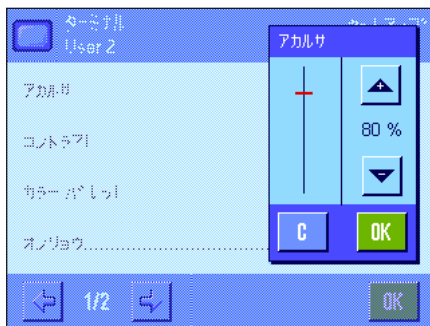 ターミナル
User 2
アカルサ
アカルサ
80 %
コントラスト
カラー パレット
オンリョウ
C OK
1/2
OK